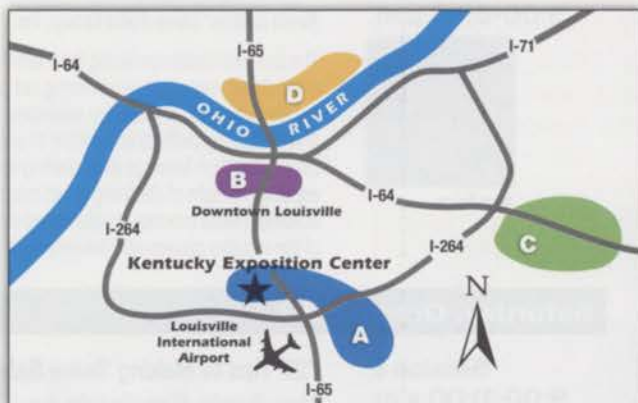 I-65
I-64
I-71
D
OHIO RIVER
B
Downtown Louisville
I-64
I-264
I-264
C
Kentucky Exposition Center
N
A
Louisville
International
Airport
I-65